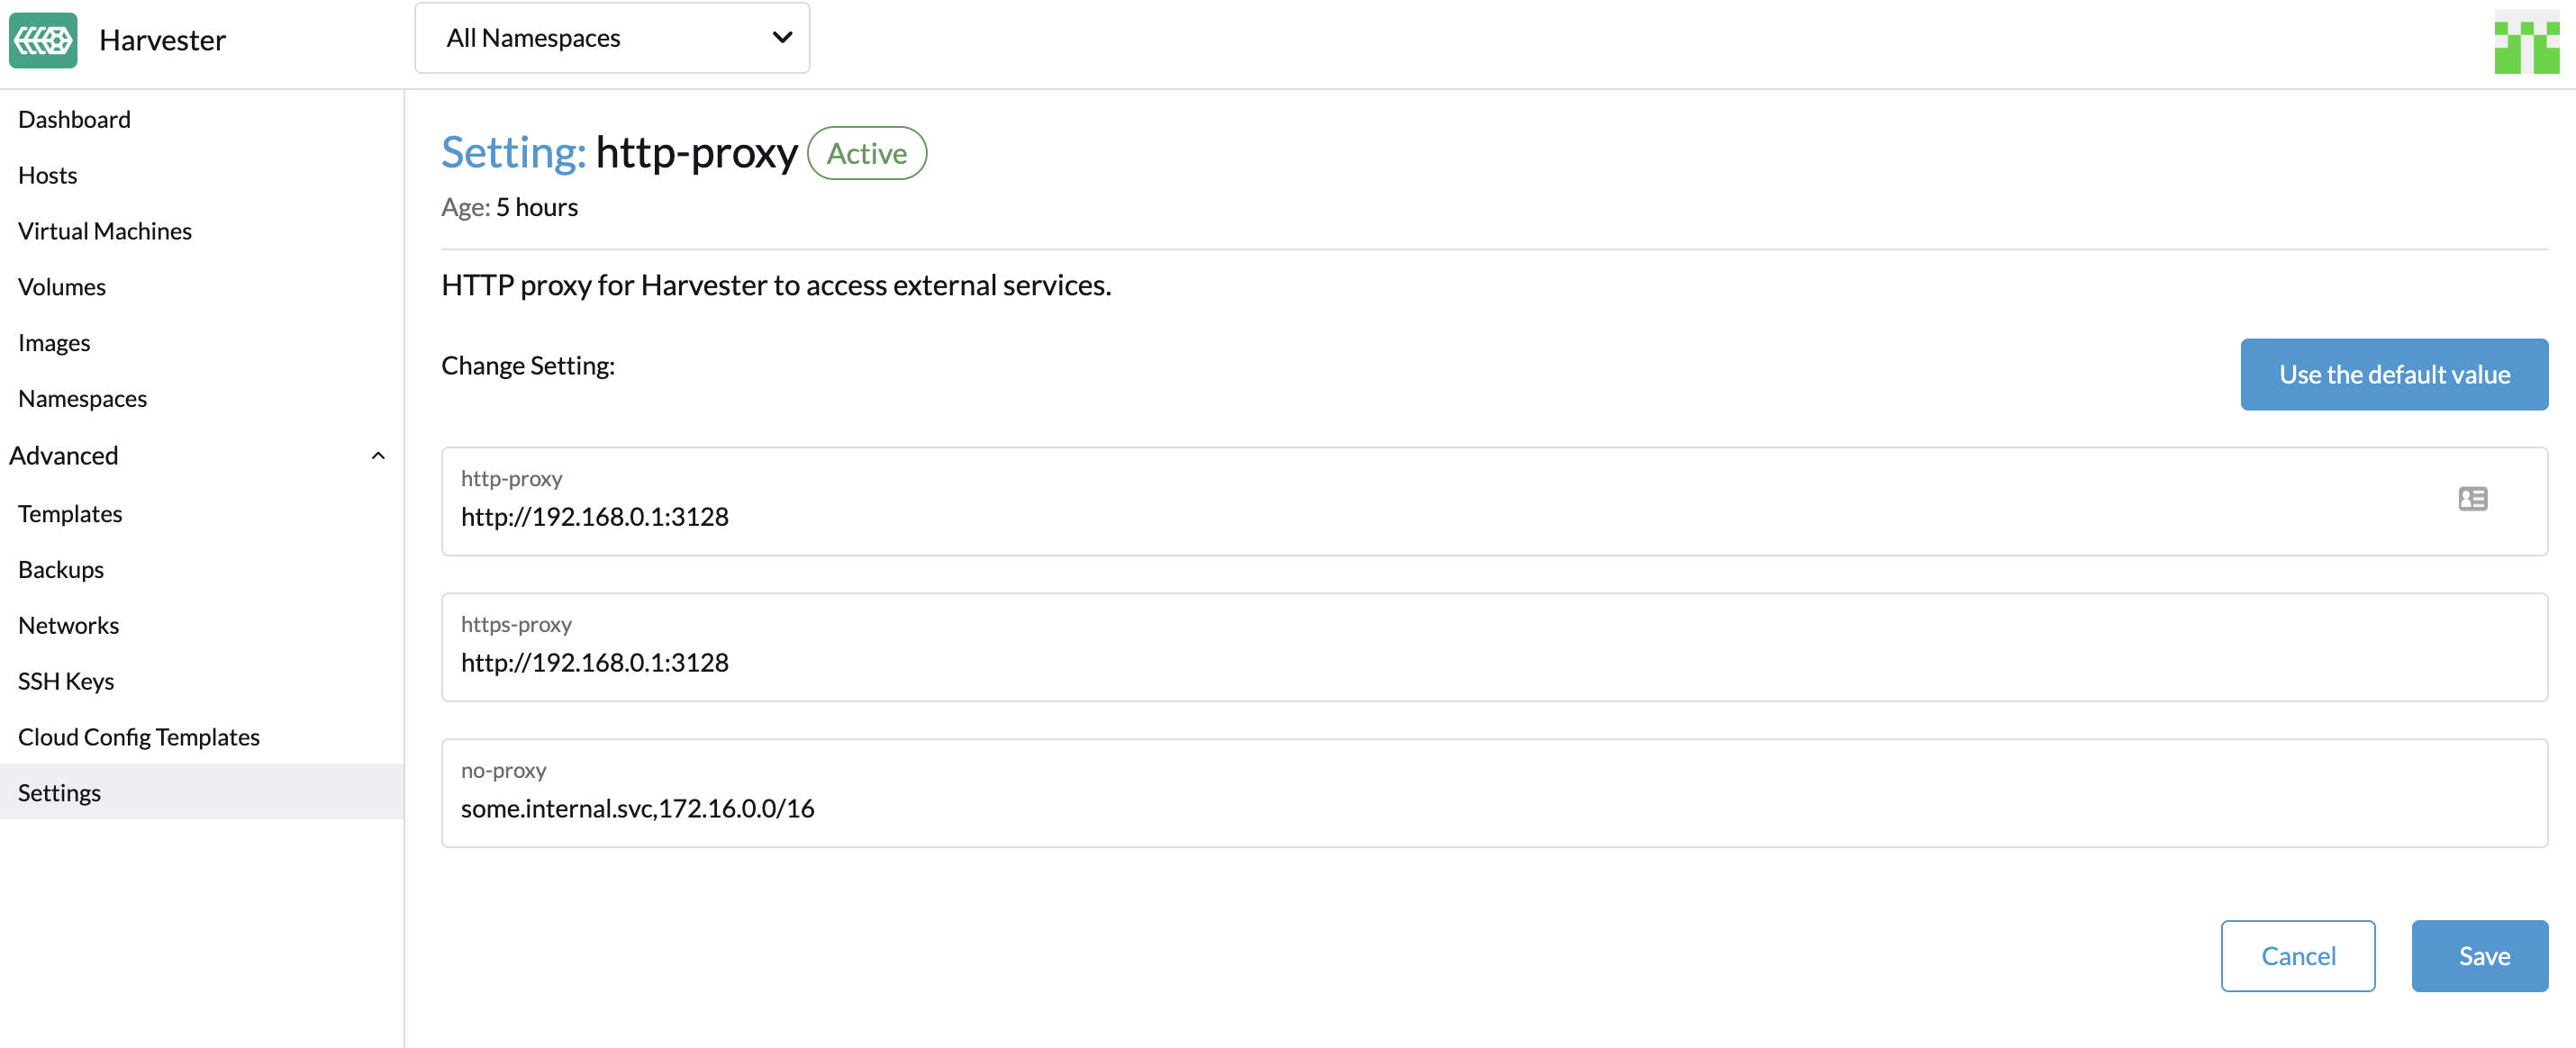 Harvester
All Namespaces
Dashboard
Hosts
Virtual Machines
Volumes
Images
Namespaces
Advanced
Templates
Backups
Networks
SSH Keys
Cloud Config Templates
Settings
Setting: http-proxy Active
Age: 5 hours
HTTP proxy for Harvester to access external services.
Change Setting:
Use the default value
http-proxy
http://192.168.0.1:3128
https-proxy
http://192.168.0.1:3128
no-proxy
some.internal.svc,172.16.0.0/16
Cancel
Save